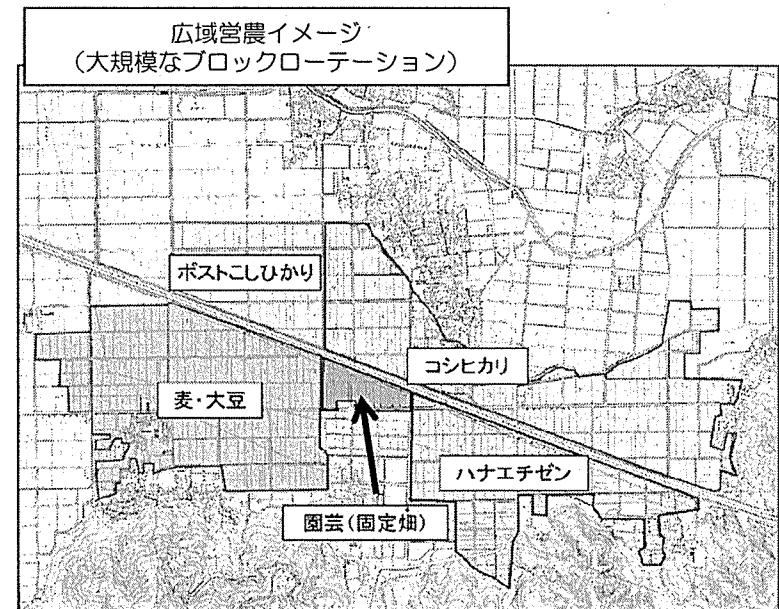 広域営農イメージ
（大規模なブロックローテーション）
ポストこしひかり
コシヒカリ
麦・大豆
ハナエチゼン
園芸(固定畑)